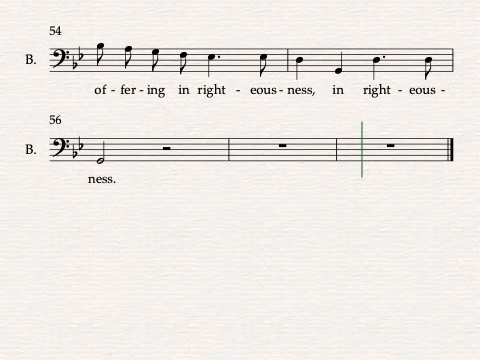 54
B.
of - fer - ing in right - eous - ness, in right - eous -
56
B.
ness.